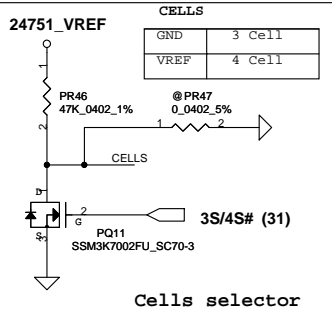 CELLS
24751_VREF
GND 3 Cell
VREF 4 Cell
1
PR46
47K_0402_1%
2
@PR47
0_0402_5%
1 2
CELLS
D
1
2
G
S
3
3S/4S# (31)
PQ11
SSM3K7002FU_SC70-3
Cells selector